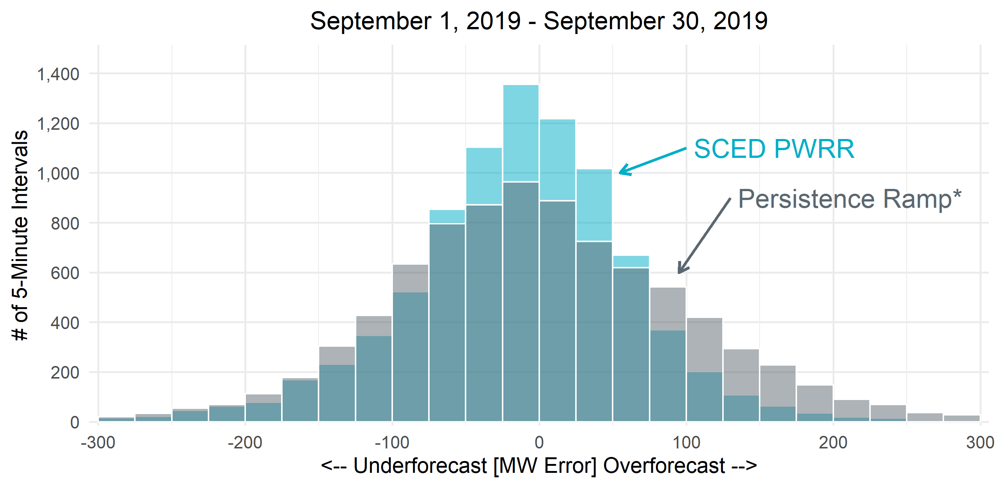 September 1, 2019 - September 30, 2019
# of 5-Minute Intervals
1,400
1,200
1,000
800
600
400
200
0
SCED PWRR
Persistence Ramp*
-300 -200 -100 0 100 200 300
<-- Underforecast [MW Error] Overforecast -->